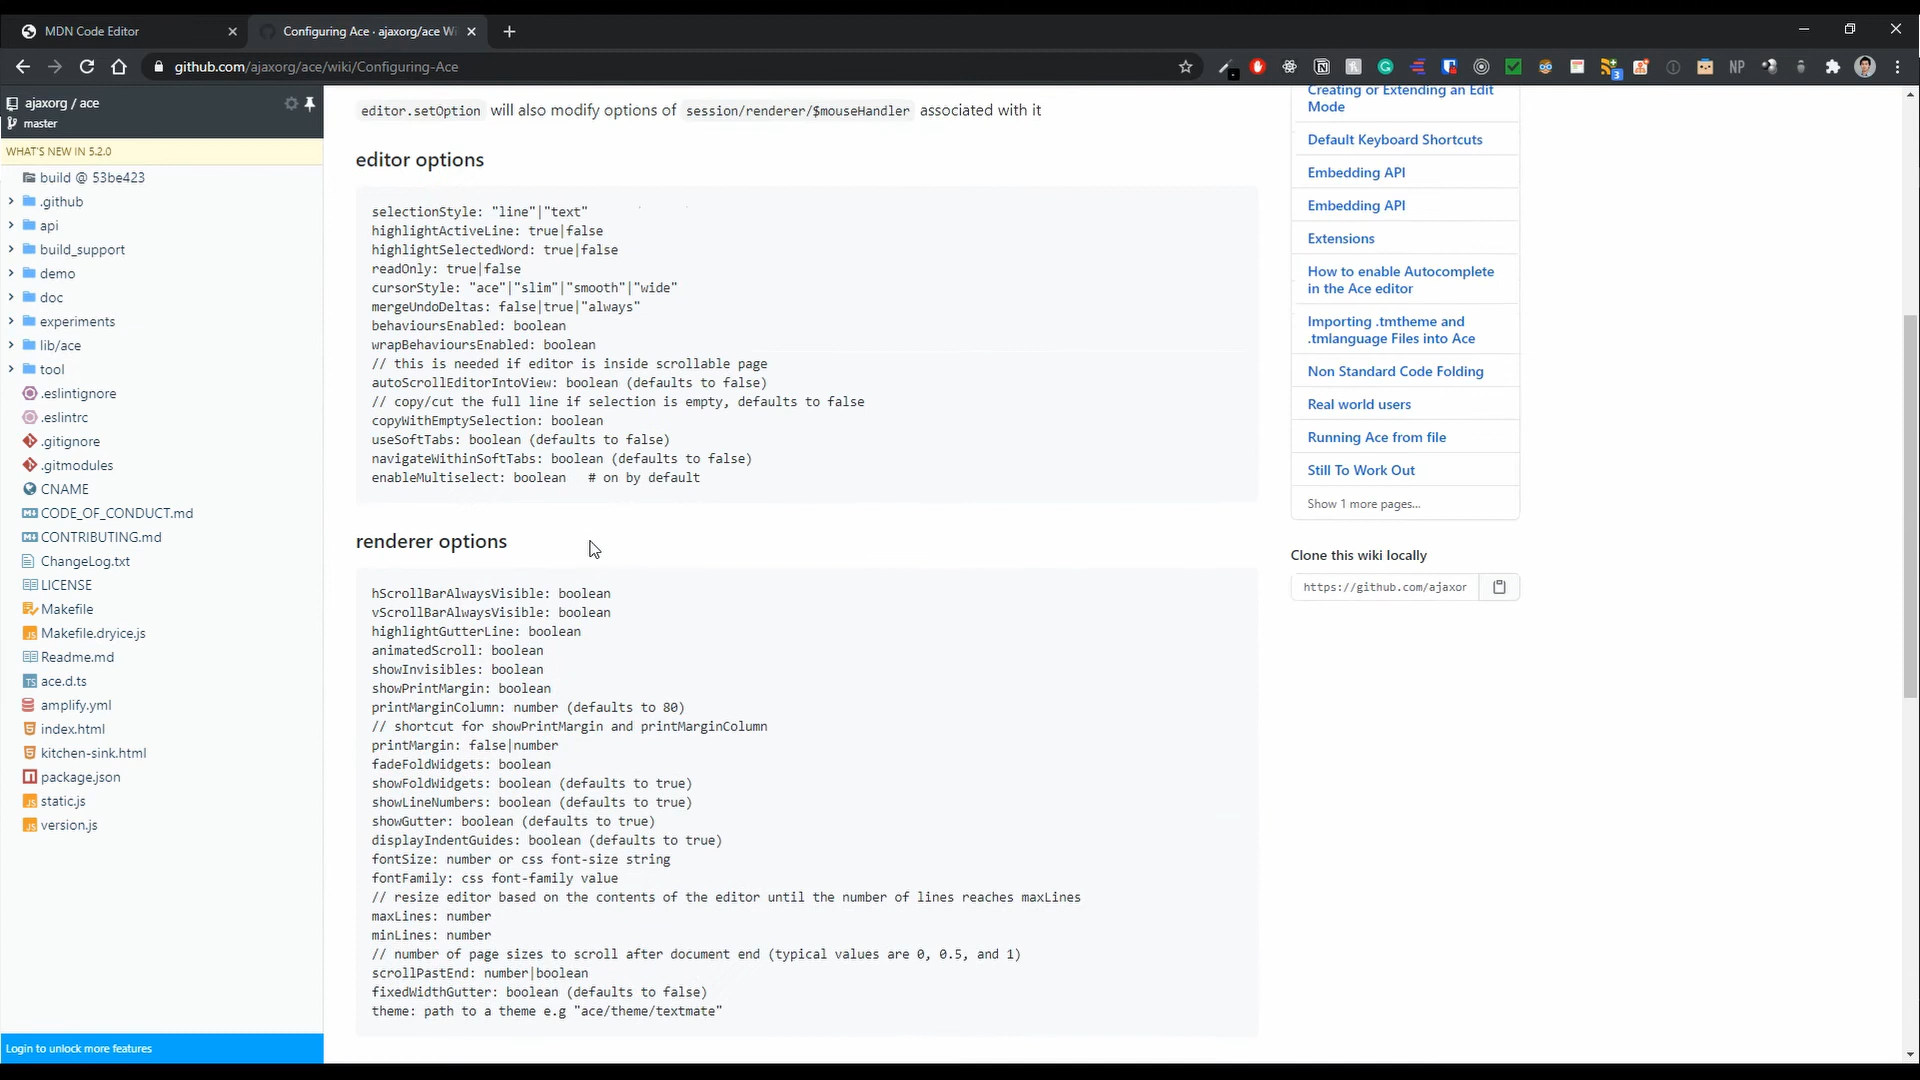 MDN Code Editor
Configuring Ace · ajaxorg/ace Wi
github.com/ajaxorg/ace/wiki/Configuring-Ace
3
NP
ajaxorg / ace
master
WHAT'S NEW IN 5.2.0
build @ 53be423
.github
api
build_support
demo
doc
experiments
lib/ace
tool
.eslintignore
.eslintrc
.gitignore
.gitmodules
CNAME
CODE_OF_CONDUCT.md
CONTRIBUTING.md
ChangeLog.txt
LICENSE
Makefile
Makefile.dryice.js
Readme.md
ace.d.ts
amplify.yml
index.html
kitchen-sink.html
package.json
static.js
version.js
Login to unlock more features
editor.setOption will also modify options of session/renderer/$mouseHandler associated with it
editor options
selectionStyle: "line"|"text"
highlightActiveLine: true|false
highlightSelectedWord: true|false
readOnly: true|false
cursorStyle: "ace"|"slim"|"smooth"|"wide"
mergeUndoDeltas: false|true|"always"
behavioursEnabled: boolean
wrapBehavioursEnabled: boolean
// this is needed if editor is inside scrollable page
autoScrollEditorIntoView: boolean (defaults to false)
// copy/cut the full line if selection is empty, defaults to false
copyWithEmptySelection: boolean
useSoftTabs: boolean (defaults to false)
navigateWithinSoftTabs: boolean (defaults to false)
enableMultiselect: boolean   # on by default
renderer options
hScrollBarAlwaysVisible: boolean
vScrollBarAlwaysVisible: boolean
highlightGutterLine: boolean
animatedScroll: boolean
showInvisibles: boolean
showPrintMargin: boolean
printMarginColumn: number (defaults to 80)
// shortcut for showPrintMargin and printMarginColumn
printMargin: false|number
fadeFoldWidgets: boolean
showFoldWidgets: boolean (defaults to true)
showLineNumbers: boolean (defaults to true)
showGutter: boolean (defaults to true)
displayIndentGuides: boolean (defaults to true)
fontSize: number or css font-size string
fontFamily: css font-family value
// resize editor based on the contents of the editor until the number of lines reaches maxLines
maxLines: number
minLines: number
// number of page sizes to scroll after document end (typical values are 0, 0.5, and 1)
scrollPastEnd: number|boolean
fixedWidthGutter: boolean (defaults to false)
theme: path to a theme e.g "ace/theme/textmate"
Creating or Extending an Edit
Mode
Default Keyboard Shortcuts
Embedding API
Embedding API
Extensions
How to enable Autocomplete
in the Ace editor
Importing .tmtheme and
.tmlanguage Files into Ace
Non Standard Code Folding
Real world users
Running Ace from file
Still To Work Out
Show 1 more pages...
Clone this wiki locally
https://github.com/ajaxor